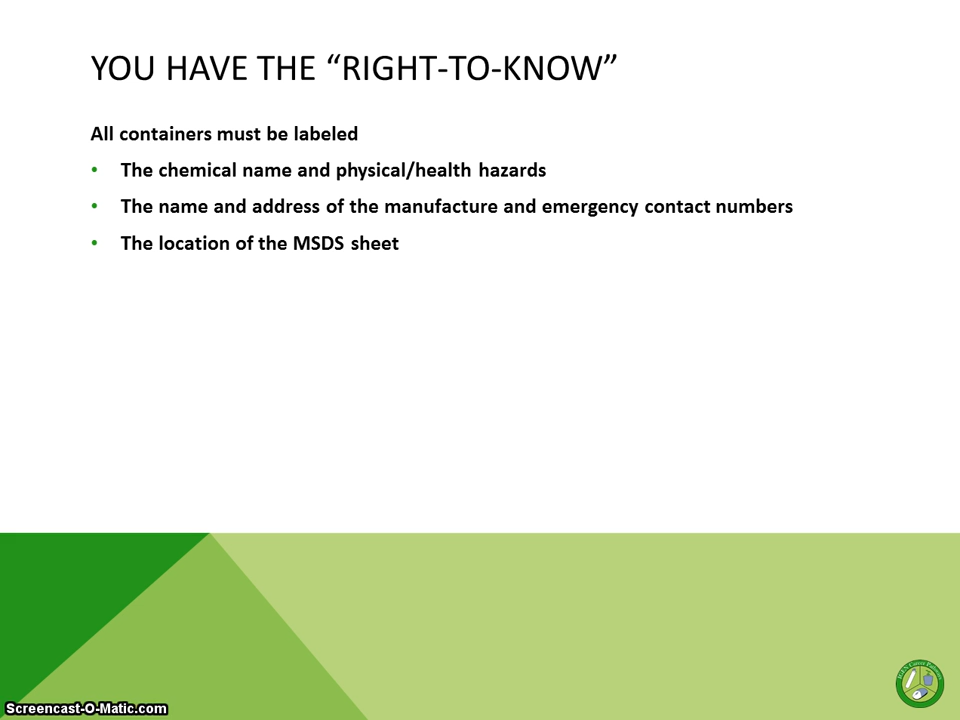 YOU HAVE THE “RIGHT-TO-KNOW”
All containers must be labeled
• The chemical name and physical/health hazards
• The name and address of the manufacture and emergency contact numbers
• The location of the MSDS sheet
Screencast-O-Matic.com